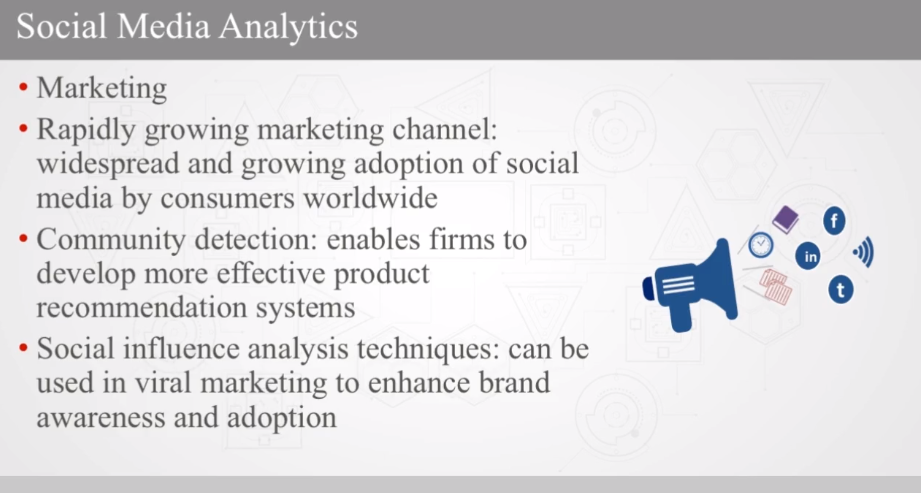 Social Media Analytics
• Marketing
• Rapidly growing marketing channel:
widespread and growing adoption of social
media by consumers worldwide
• Community detection: enables firms to
develop more effective product
recommendation systems
• Social influence analysis techniques: can be
used in viral marketing to enhance brand
awareness and adoption
f
in
t